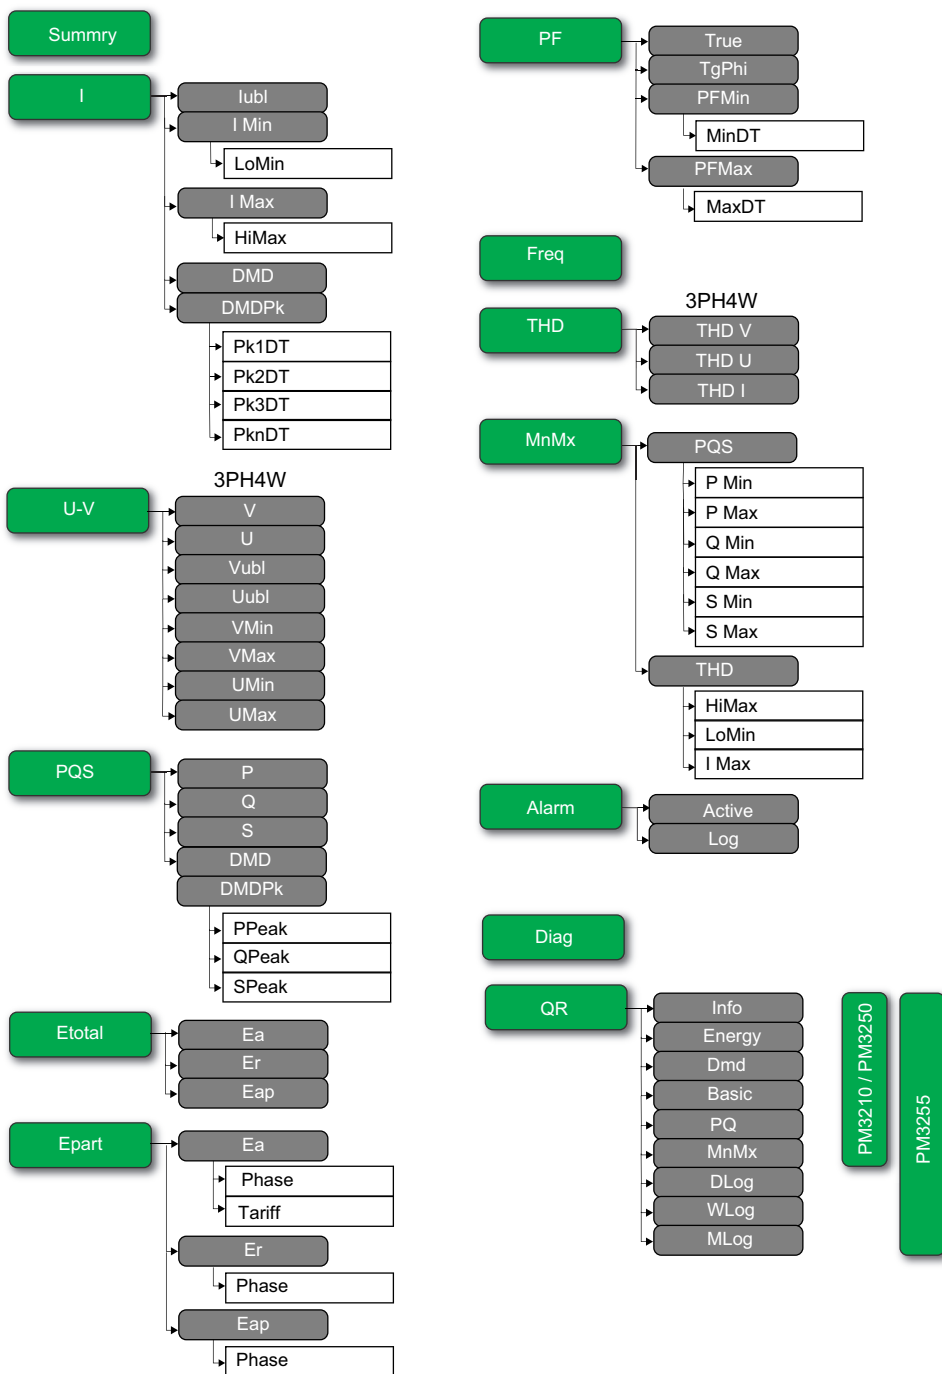 Summry
I
Iubl
I Min
LoMin
I Max
HiMax
DMD
DMDPk
Pk1DT
Pk2DT
Pk3DT
PknDT
3PH4W
U-V
V
U
Vubl
Uubl
VMin
VMax
UMin
UMax
PQS
P
Q
S
DMD
DMDPk
PPeak
QPeak
SPeak
Etotal
Ea
Er
Eap
Epart
Ea
Phase
Tariff
Er
Phase
Eap
Phase
PF
True
TgPhi
PFMin
MinDT
PFMax
MaxDT
Freq
3PH4W
THD
THD V
THD U
THD I
MnMx
PQS
P Min
P Max
Q Min
Q Max
S Min
S Max
THD
HiMax
LoMin
I Max
Alarm
Active
Log
Diag
QR
Info
Energy
Dmd
Basic
PQ
MnMx
DLog
WLog
MLog
PM3210 / PM3250
PM3255